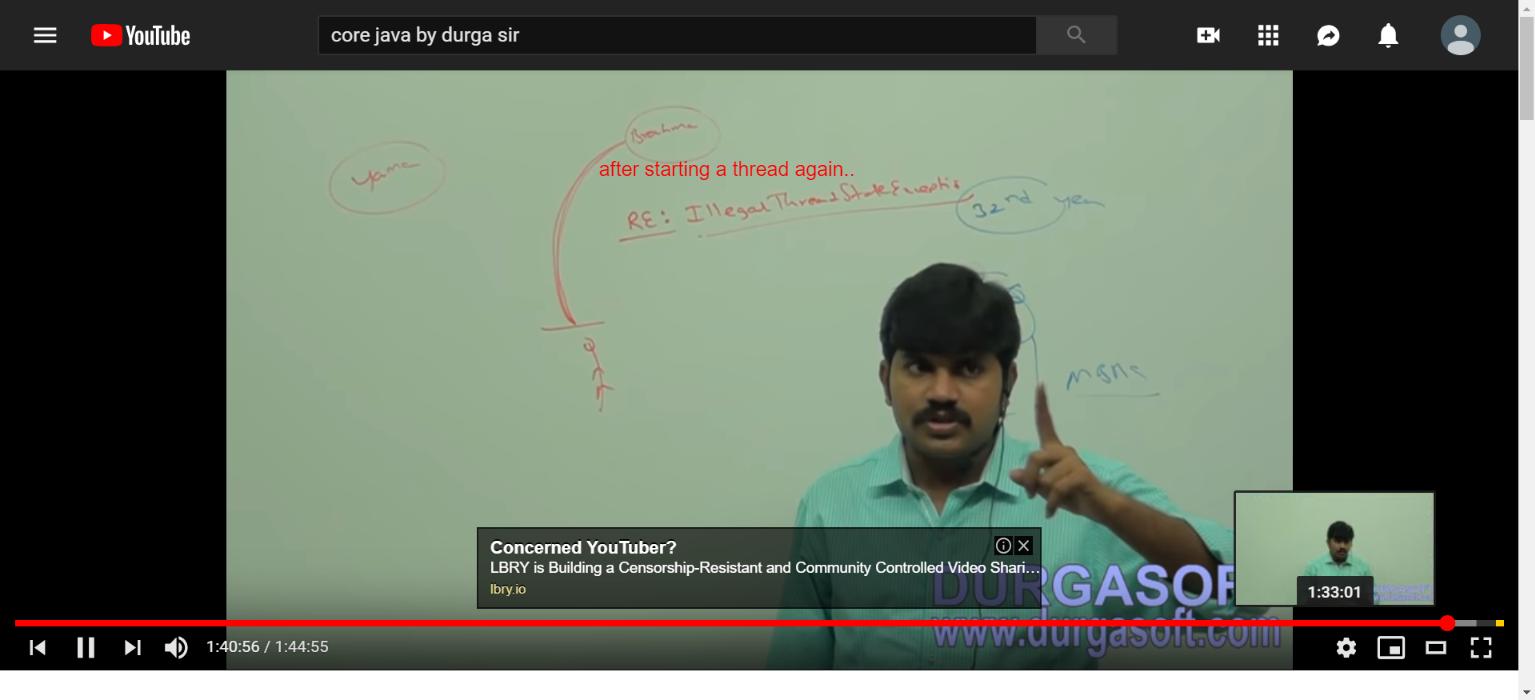 YouTube
core java by durga sir
Brahma
Yama
after starting a thread again..
RE: IllegalThreadStateExceptio
32nd year
Concerned YouTuber?
LBRY is Building a Censorship-Resistant and Community Controlled Video Shari...
lbry.io
DURGASOF
www.durgasoft.com
1:33:01
1:40:56 / 1:44:55